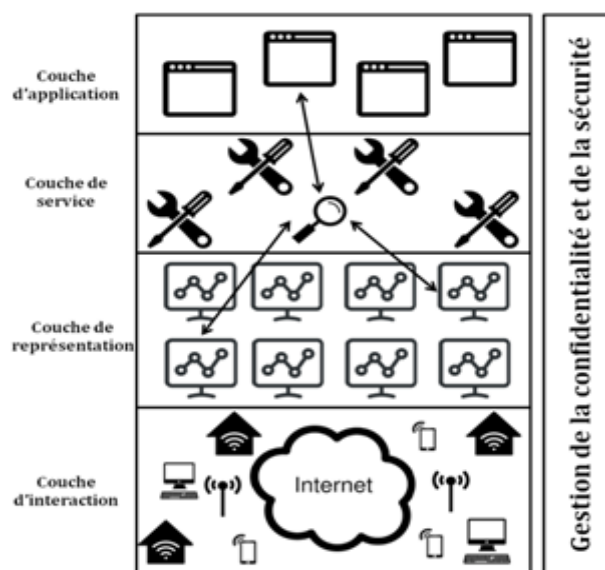 Couche
d'application
Couche de
service
Couche de
représentation
Couche
d'interaction
Internet
Gestion de la confidentialité et de la sécurité